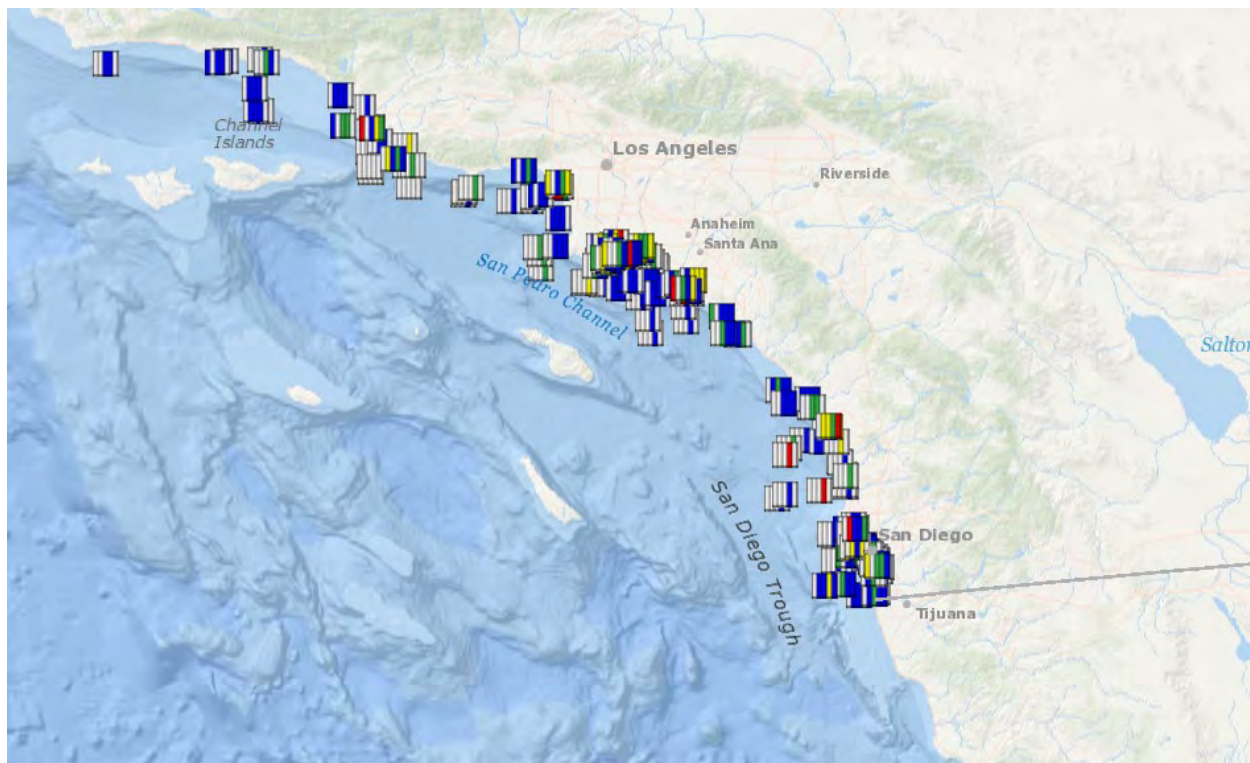 Channel
Islands
Los Angeles
Riverside
Anaheim
Santa Ana
San Pedro Channel
Salton
San Diego Trough
San Diego
Tijuana